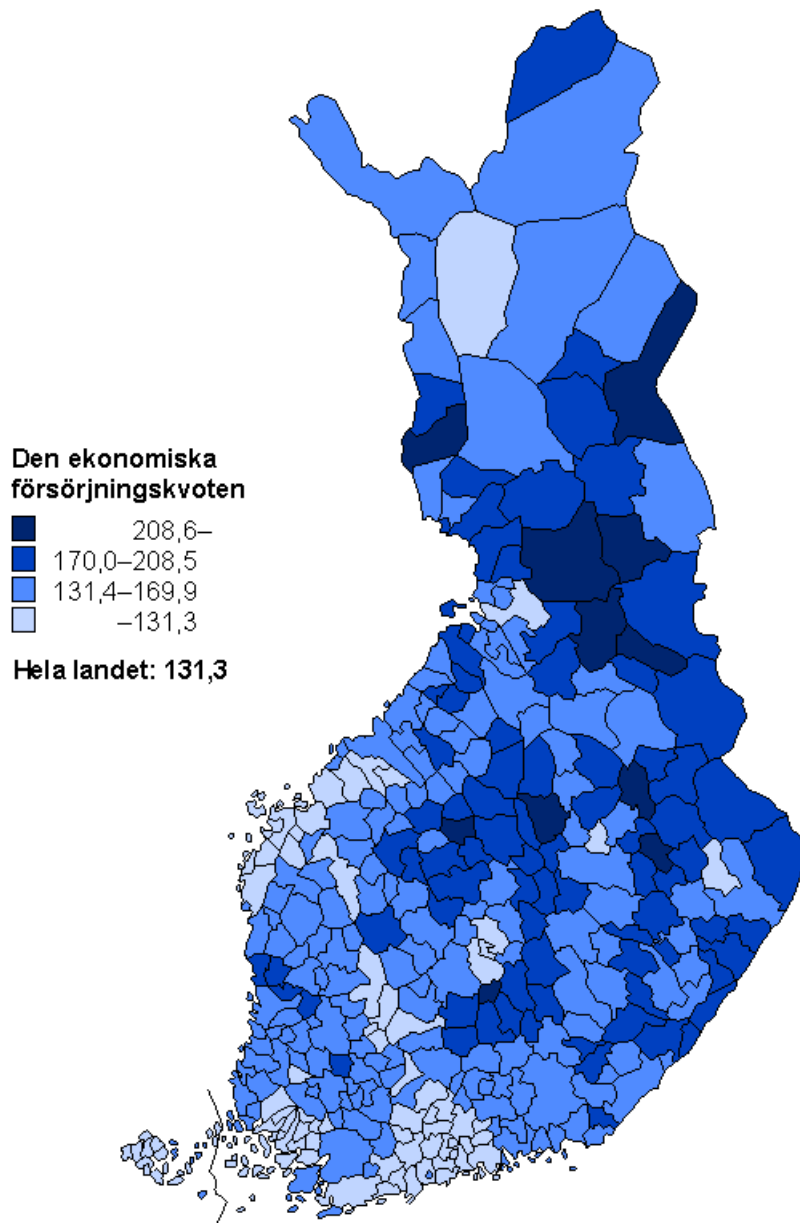 Den ekonomiska
försörjningskvoten
208,6–
170,0–208,5
131,4–169,9
–131,3
Hela landet: 131,3